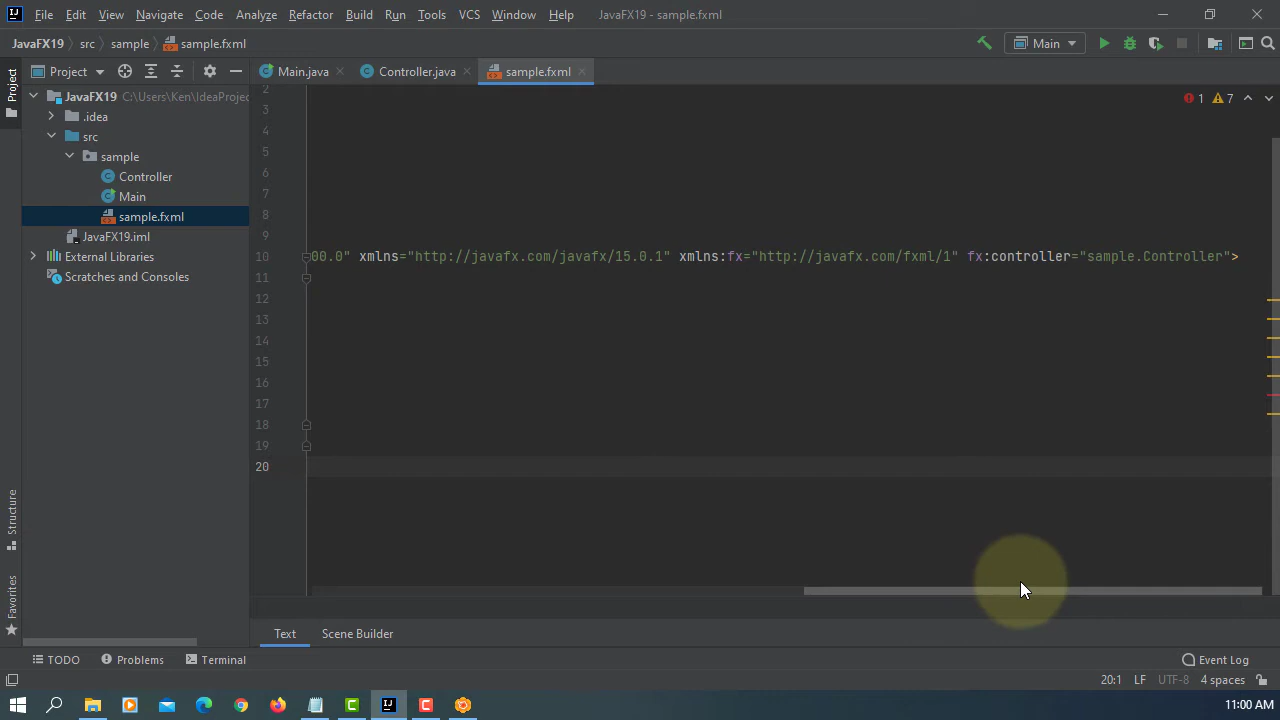 File Edit View Navigate Code Analyze Refactor Build Run Tools VCS Window Help JavaFX19 - sample.fxml
JavaFX19 src sample sample.fxml Main
Project Main.java Controller.java sample.fxml
Project
JavaFX19 C:\Users\Ken\IdeaProjec
.idea
src
sample
Controller
Main
sample.fxml
JavaFX19.iml
External Libraries
Scratches and Consoles
1 7
2
3
4
5
6
7
8
9
10 00.0" xmlns="http://javafx.com/javafx/15.0.1" xmlns:fx="http://javafx.com/fxml/1" fx:controller="sample.Controller">
11
12
13
14
15
16
17
18
19
20
Structure
Favorites
Text Scene Builder
TODO Problems Terminal Event Log
20:1 LF UTF-8 4 spaces
11:00 AM